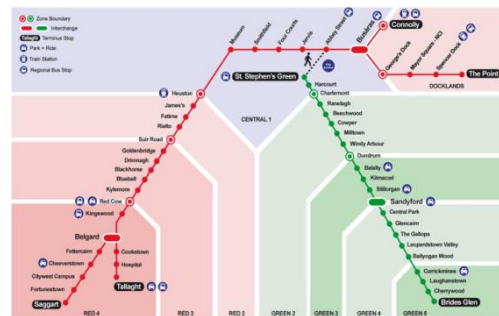 Zone Boundary
Interchange
Tallaght Terminus Stop
Park + Ride
Train Station
Regional Bus Stop
Museum
Smithfield
Four Courts
Jervis
Abbey Street
Busáras
Connolly
George's Dock
Mayor Square - NCI
Spencer Dock
The Point
DOCKLANDS
St. Stephen's Green
Harcourt
Charlemont
Ranelagh
Beechwood
Cowper
Milltown
Windy Arbour
Dundrum
Balally
Kilmacud
Stillorgan
Sandyford
Central Park
Glencairn
The Gallops
Leopardstown Valley
Ballyogan Wood
Carrickmines
Laughanstown
Cherrywood
Brides Glen
CENTRAL 1
Heuston
James's
Fatima
Rialto
Suir Road
Goldenbridge
Drimnagh
Blackhorse
Bluebell
Kylemore
Red Cow
Kingswood
Belgard
Fettercairn
Cheeverstown
Citywest Campus
Fortunestown
Saggart
Cookstown
Hospital
Tallaght
RED 4
RED 3
RED 2
GREEN 2
GREEN 3
GREEN 4
GREEN 5